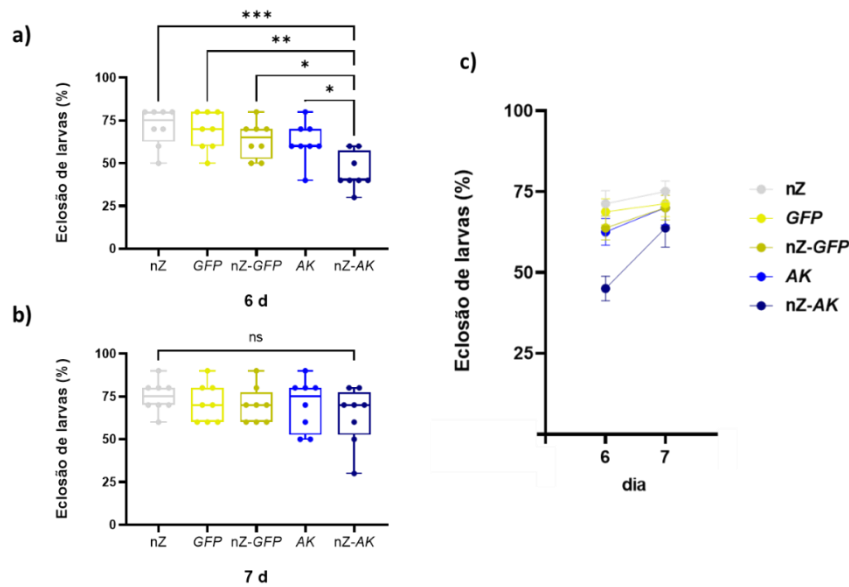 a)
***
**
*
*
Eclosão de larvas (%)
100
75
50
25
0
nZ GFP nZ-GFP AK nZ-AK
6 d
b)
ns
Eclosão de larvas (%)
100
75
50
25
0
nZ GFP nZ-GFP AK nZ-AK
7 d
c)
Eclosão de larvas (%)
100
75
50
25
6 7
dia
nZ
GFP
nZ-GFP
AK
nZ-AK